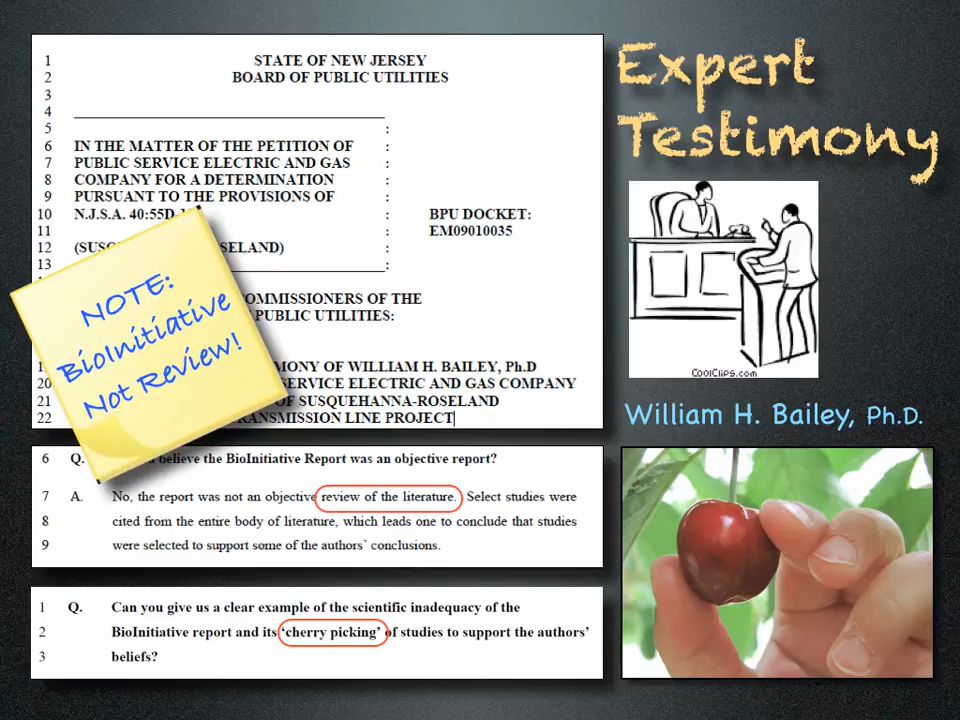 Expert
Testimony
1 STATE OF NEW JERSEY
2 BOARD OF PUBLIC UTILITIES
3
4
5 :
6 IN THE MATTER OF THE PETITION OF :
7 PUBLIC SERVICE ELECTRIC AND GAS :
8 COMPANY FOR A DETERMINATION :
9 PURSUANT TO THE PROVISIONS OF :
10 N.J.S.A. : BPU DOCKET:
11 : EM09010035
12 :
13 :
COMMISSIONERS OF THE
PUBLIC UTILITIES:
OF WILLIAM H. BAILEY, Ph.D
20 SERVICE ELECTRIC AND GAS COMPANY
21 OF SUSQUEHANNA-ROSELAND
22 TRANSMISSION LINE PROJECT
NOTE:
BioInitiative
Not Review!
CoolClips.com
William H. Bailey, Ph.D.
6 Q. believe the BioInitiative Report was an objective report?
7 A. No, the report was not an objective review of the literature. Select studies were
8 cited from the entire body of literature, which leads one to conclude that studies
9 were selected to support some of the authors' conclusions.
1 Q. Can you give us a clear example of the scientific inadequacy of the
2 BioInitiative report and its 'cherry picking' of studies to support the authors'
3 beliefs?